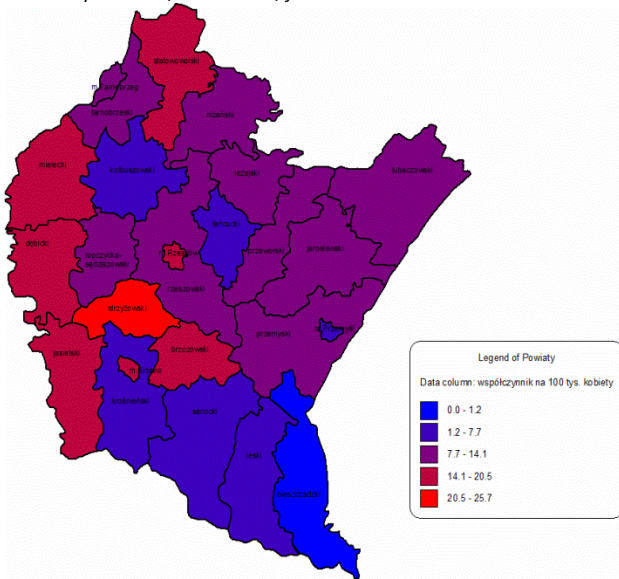 stalowowolski
m.Tarnobrzeg
tarnobrzeski
niżański
mielecki
kolbuszowski
leżajski
lubaczowski
łańcucki
dębicki
ropczycko-
sędziszowski
m.Rzeszów
przeworski
jarosławski
rzeszowski
strzyżowski
przemyski
m.Przemyśl
jasielski
brzozowski
m.Krosno
krośnieński
sanocki
leski
bieszczadzki
Legend of Powiaty
Data column: współczynnik na 100 tys. kobiety
0.0 - 1.2
1.2 - 7.7
7.7 - 14.1
14.1 - 20.5
20.5 - 25.7